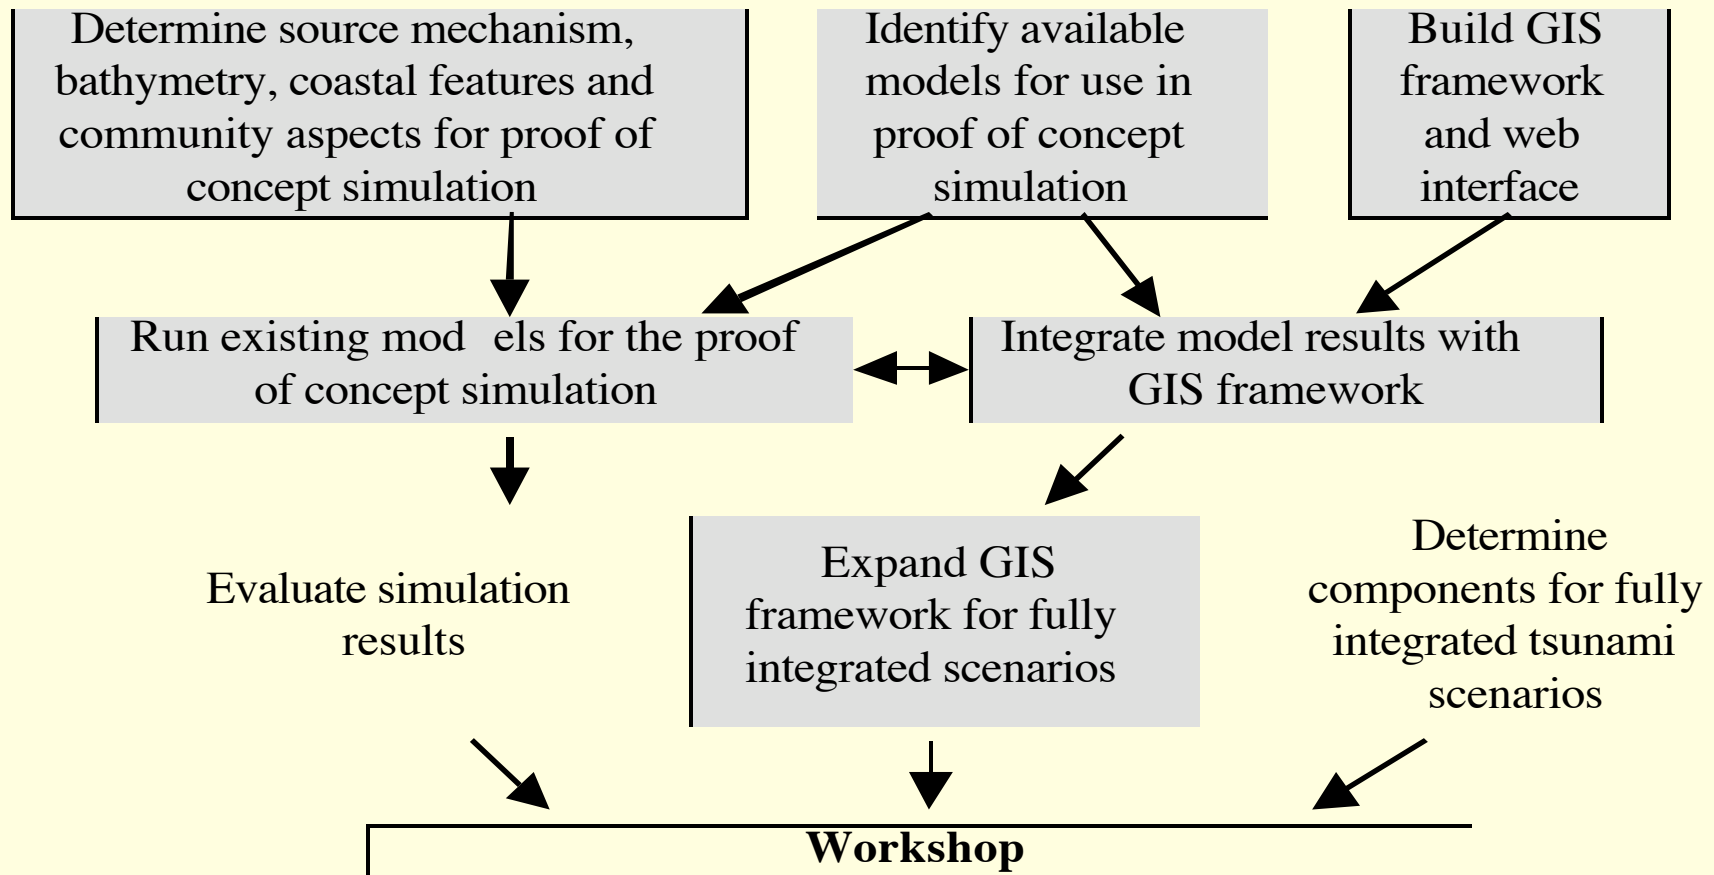 Determine source mechanism,
bathymetry, coastal features and
community aspects for proof of
concept simulation
Identify available
models for use in
proof of concept
simulation
Build GIS
framework
and web
interface
Run existing mod els for the proof
of concept simulation
Integrate model results with
GIS framework
Evaluate simulation
results
Expand GIS
framework for fully
integrated scenarios
Determine
components for fully
integrated tsunami
scenarios
Workshop